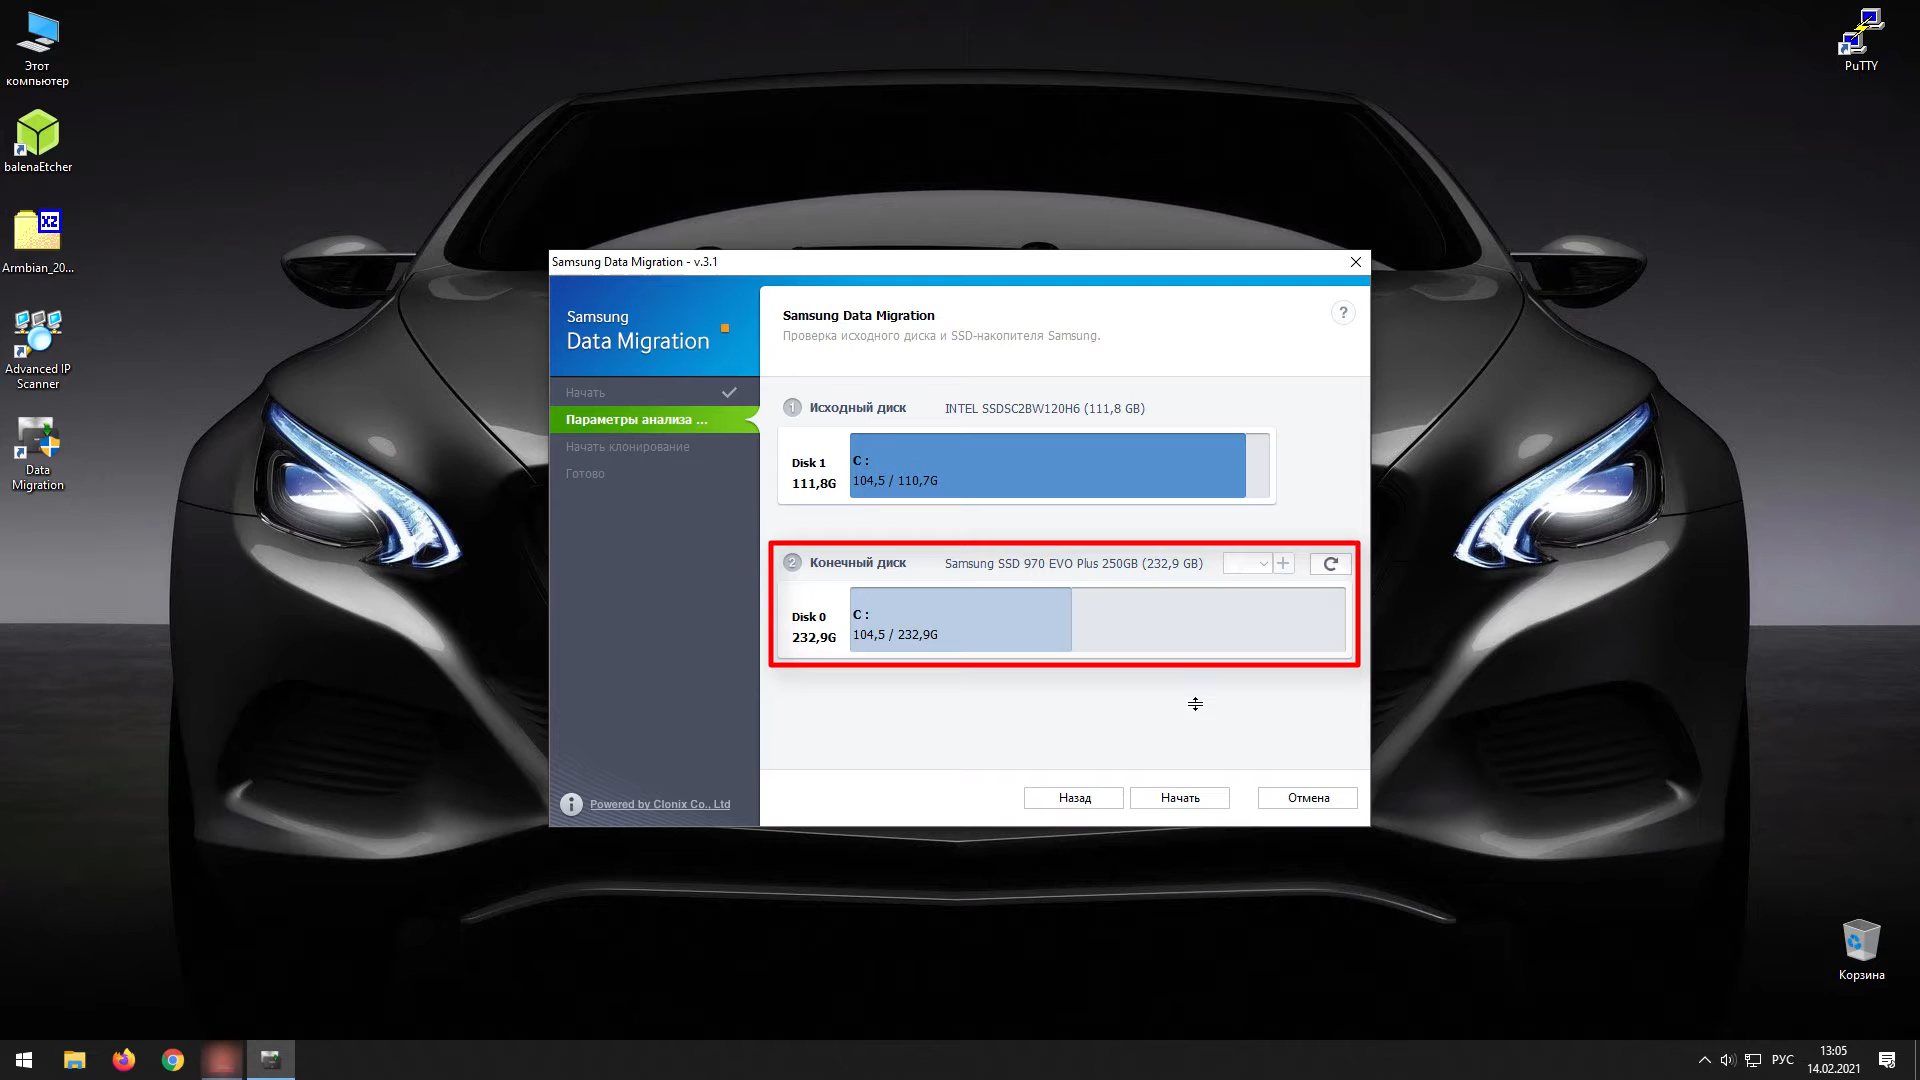 Этот
компьютер
balenaEtcher
XZ
Armbian_20...
Advanced IP
Scanner
Data
Migration
PuTTY
Samsung Data Migration - v.3.1
Samsung
Data Migration
Начать
Параметры анализа ...
Начать клонирование
Готово
Powered by Clonix Co., Ltd
Samsung Data Migration
?
Проверка исходного диска и SSD-накопителя Samsung.
1 Исходный диск INTEL SSDSC2BW120H6 (111,8 GB)
Disk 1
111,8G
C :
104,5 / 110,7G
2 Конечный диск Samsung SSD 970 EVO Plus 250GB (232,9 GB)
Disk 0
232,9G
C :
104,5 / 232,9G
Назад
Начать
Отмена
Корзина
РУС
13:05
14.02.2021